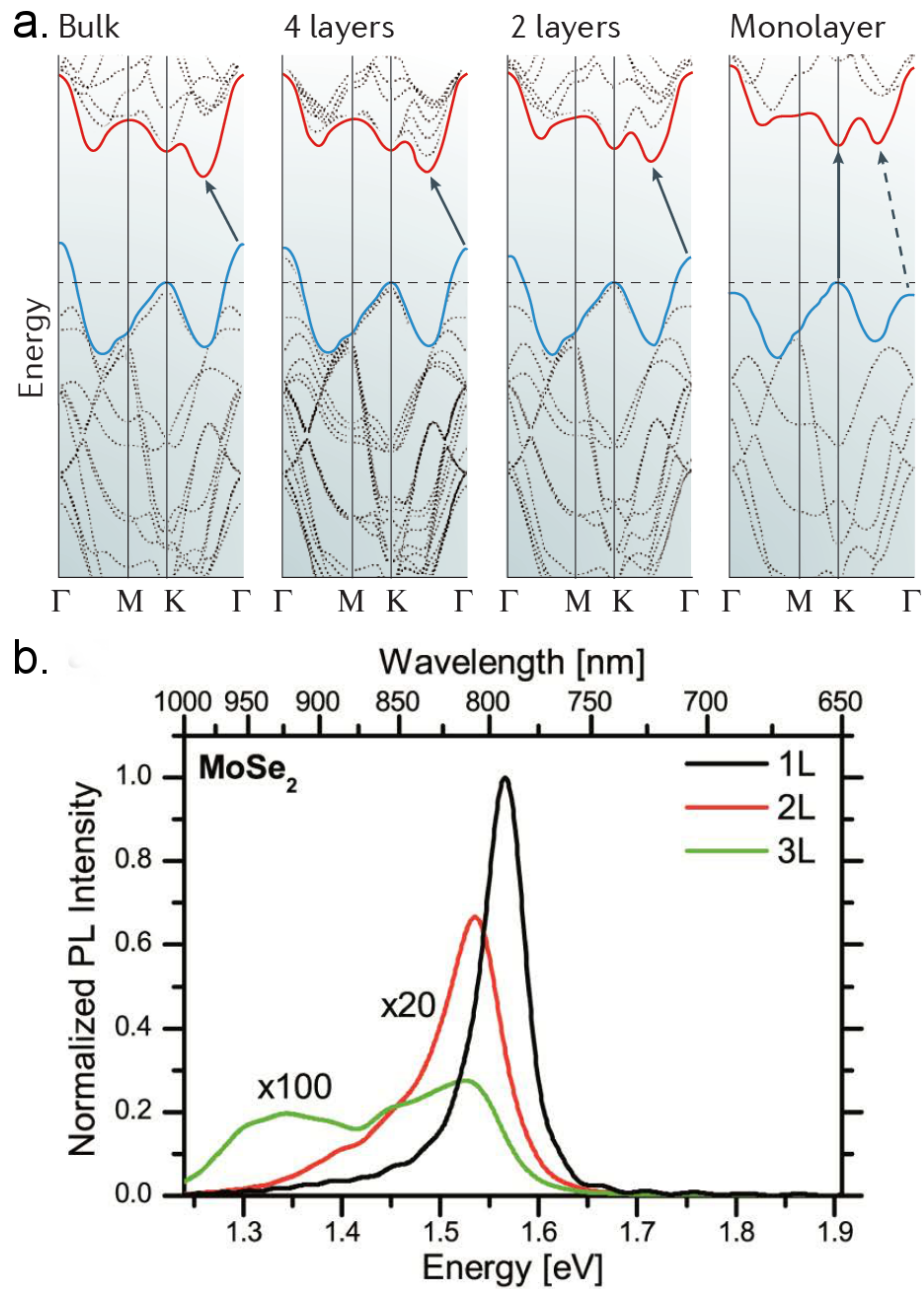 a. Bulk 4 layers 2 layers Monolayer
Energy
Γ M K Γ Γ M K Γ Γ M K Γ Γ M K Γ
b.
Wavelength [nm]
1000 950 900 850 800 750 700 650
MoSe2
1L
2L
3L
Normalized PL Intensity
1.0
0.8
0.6
0.4
0.2
0.0
x20
x100
1.3 1.4 1.5 1.6 1.7 1.8 1.9
Energy [eV]